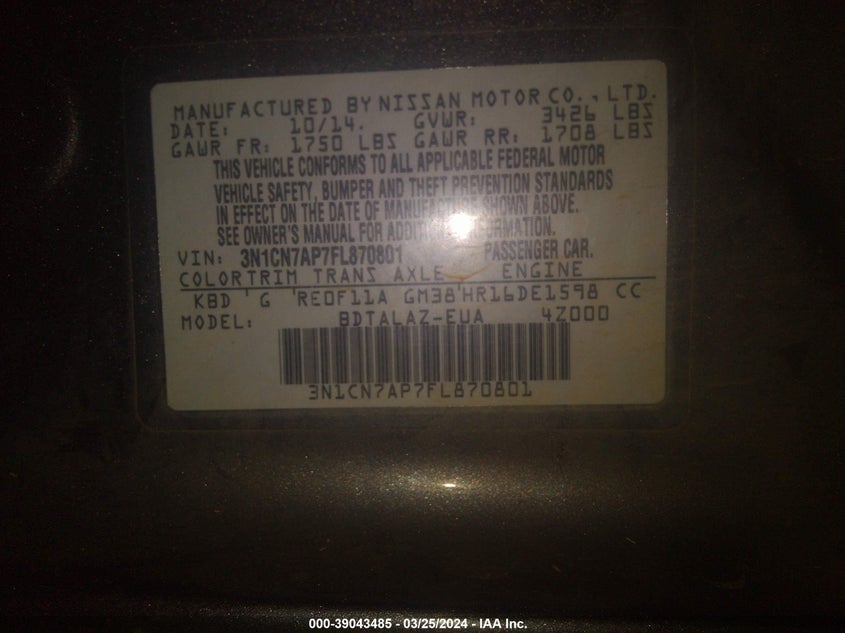 MANUFACTURED BY NISSAN MOTOR CO., LTD.
DATE: 10/14. GVWR: 3426 LBS
GAWR FR: 1750 LBS GAWR RR: 1708 LBS
THIS VEHICLE CONFORMS TO ALL APPLICABLE FEDERAL MOTOR
VEHICLE SAFETY, BUMPER AND THEFT PREVENTION STANDARDS
IN EFFECT ON THE DATE OF MANUFACTURE SHOWN ABOVE.
SEE OWNER'S MANUAL FOR ADDITIONAL INFORMATION.
VIN: 3N1CN7AP7FL870801 PASSENGER CAR.
COLORTRIM TRANS AXLE ENGINE
KBD G RE0F11A GM38 HR16DE1598 CC
MODEL: BDTALAZ-EUA 4Z000
3N1CN7AP7FL870801
000-39043485 - 03/25/2024 - IAA Inc.